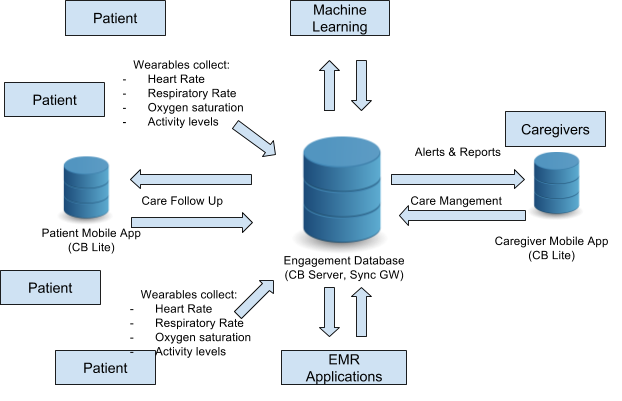 Patient
Machine
Learning
Wearables collect:
- Heart Rate
- Respiratory Rate
- Oxygen saturation
- Activity levels
Patient
Caregivers
Alerts & Reports
Care Follow Up
Care Mangement
Patient Mobile App
(CB Lite)
Engagement Database
(CB Server, Sync GW)
Caregiver Mobile App
(CB Lite)
Patient
Wearables collect:
- Heart Rate
- Respiratory Rate
- Oxygen saturation
- Activity levels
Patient
EMR
Applications